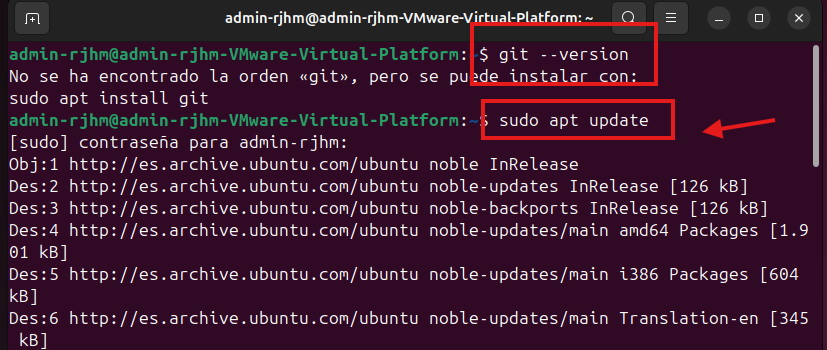 admin-rjhm@admin-rjhm-VMware-Virtual-Platform: ~
admin-rjhm@admin-rjhm-VMware-Virtual-Platform:~$ git --version
No se ha encontrado la orden «git», pero se puede instalar con:
sudo apt install git
admin-rjhm@admin-rjhm-VMware-Virtual-Platform:~$ sudo apt update
[sudo] contraseña para admin-rjhm:
Obj:1 http://es.archive.ubuntu.com/ubuntu noble InRelease
Des:2 http://es.archive.ubuntu.com/ubuntu noble-updates InRelease [126 kB]
Des:3 http://es.archive.ubuntu.com/ubuntu noble-backports InRelease [126 kB]
Des:4 http://es.archive.ubuntu.com/ubuntu noble-updates/main amd64 Packages [1.9
01 kB]
Des:5 http://es.archive.ubuntu.com/ubuntu noble-updates/main i386 Packages [604
kB]
Des:6 http://es.archive.ubuntu.com/ubuntu noble-updates/main Translation-en [345
kB]